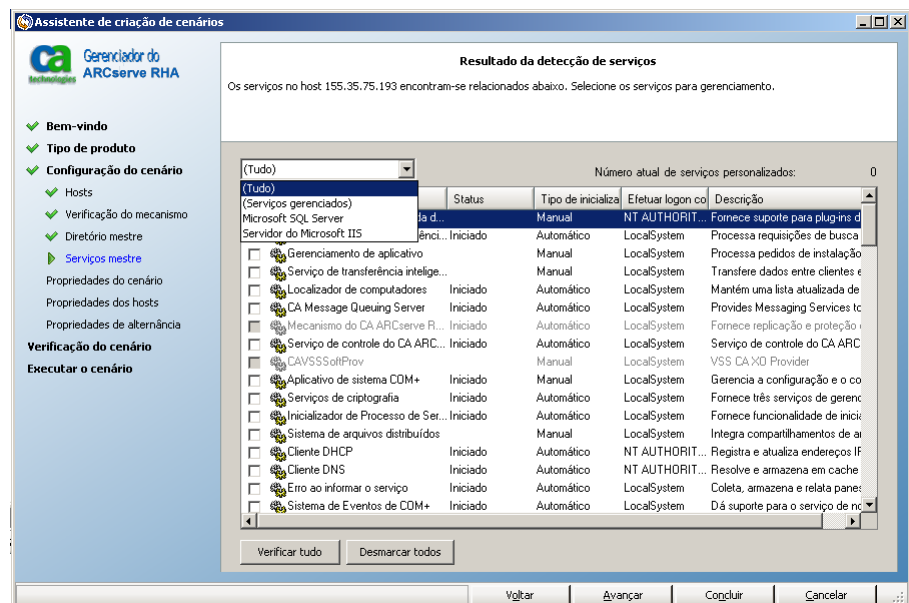 Assistente de criação de cenários
ca
technologies
Gerenciador do
ARCserve RHA
Bem-vindo
Tipo de produto
Configuração do cenário
Hosts
Verificação do mecanismo
Diretório mestre
Serviços mestre
Propriedades do cenário
Propriedades dos hosts
Propriedades de alternância
Verificação do cenário
Executar o cenário
Resultado da detecção de serviços
Os serviços no host 155.35.75.193 encontram-se relacionados abaixo. Selecione os serviços para gerenciamento.
(Tudo)
Número atual de serviços personalizados: 0
(Tudo)
(Serviços gerenciados)
Microsoft SQL Server
Servidor do Microsoft IIS
Status Tipo de inicializa Efetuar logon co Descrição
da d... Manual NT AUTHORIT... Fornece suporte para plug-ins d
ênci... Iniciado Automático LocalSystem Processa requisições de busca
Gerenciamento de aplicativo Manual LocalSystem Processa pedidos de instalação
Serviço de transferência intelige... Manual LocalSystem Transfere dados entre clientes e
Localizador de computadores Iniciado Automático LocalSystem Mantém uma lista atualizada de
CA Message Queuing Server Iniciado Automático LocalSystem Provides Messaging Services to
Mecanismo do CA ARCserve R... Iniciado Automático LocalSystem Fornece replicação e proteção
Serviço de controle do CA ARC... Iniciado Automático LocalSystem Serviço de controle do CA ARC
CAVSSSoftProv Manual LocalSystem VSS CA XO Provider
Aplicativo de sistema COM+ Iniciado Manual LocalSystem Gerencia a configuração e o co
Serviços de criptografia Iniciado Automático LocalSystem Fornece três serviços de gerenc
Inicializador de Processo de Ser... Iniciado Automático LocalSystem Fornece funcionalidade de inicia
Sistema de arquivos distribuídos Manual LocalSystem Integra compartilhamentos de ar
Cliente DHCP Iniciado Automático NT AUTHORIT... Registra e atualiza endereços IF
Cliente DNS Iniciado Automático NT AUTHORIT... Resolve e armazena em cache
Erro ao informar o serviço Iniciado Automático LocalSystem Coleta, armazena e relata panes
Sistema de Eventos de COM+ Iniciado Automático LocalSystem Dá suporte para o serviço de no
Verificar tudo Desmarcar todos
Voltar Avançar Concluir Cancelar